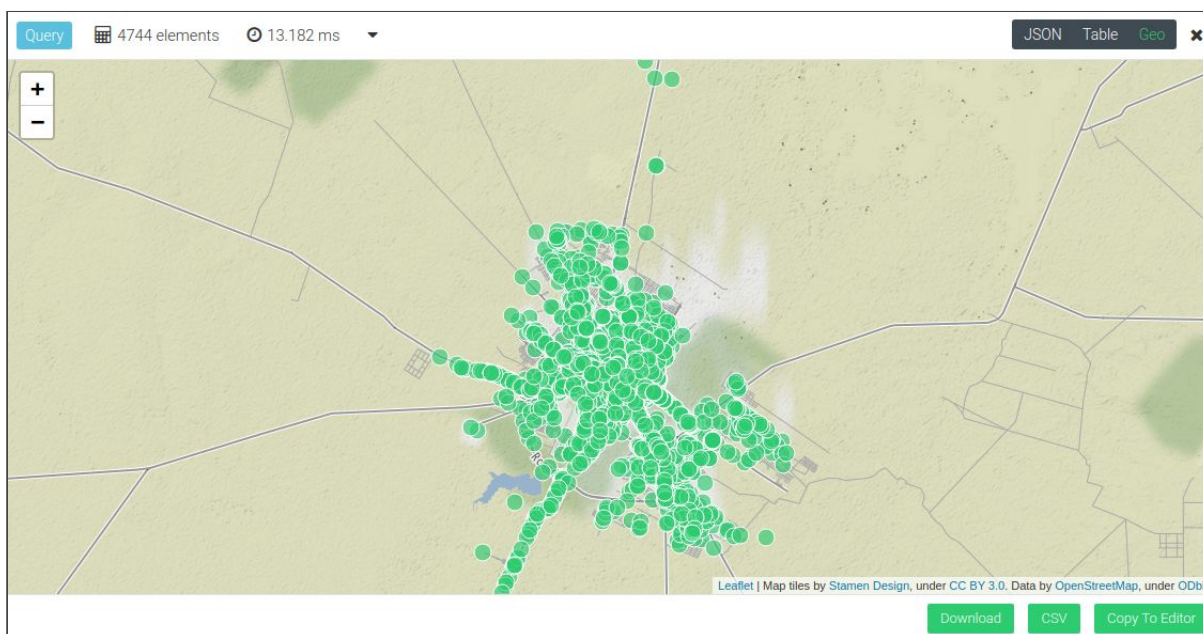 Query 4744 elements 13.182 ms JSON Table Geo ×
+
−
Leaflet | Map tiles by Stamen Design, under CC BY 3.0. Data by OpenStreetMap, under ODb
Download CSV Copy To Editor